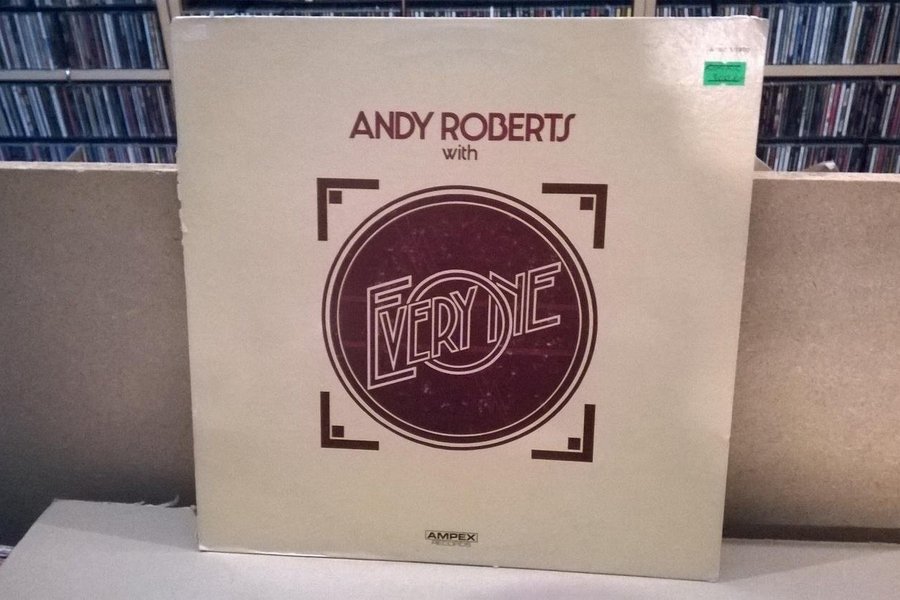 ANDY ROBERTS
with
EVERYONE
AMPEX
RECORDS